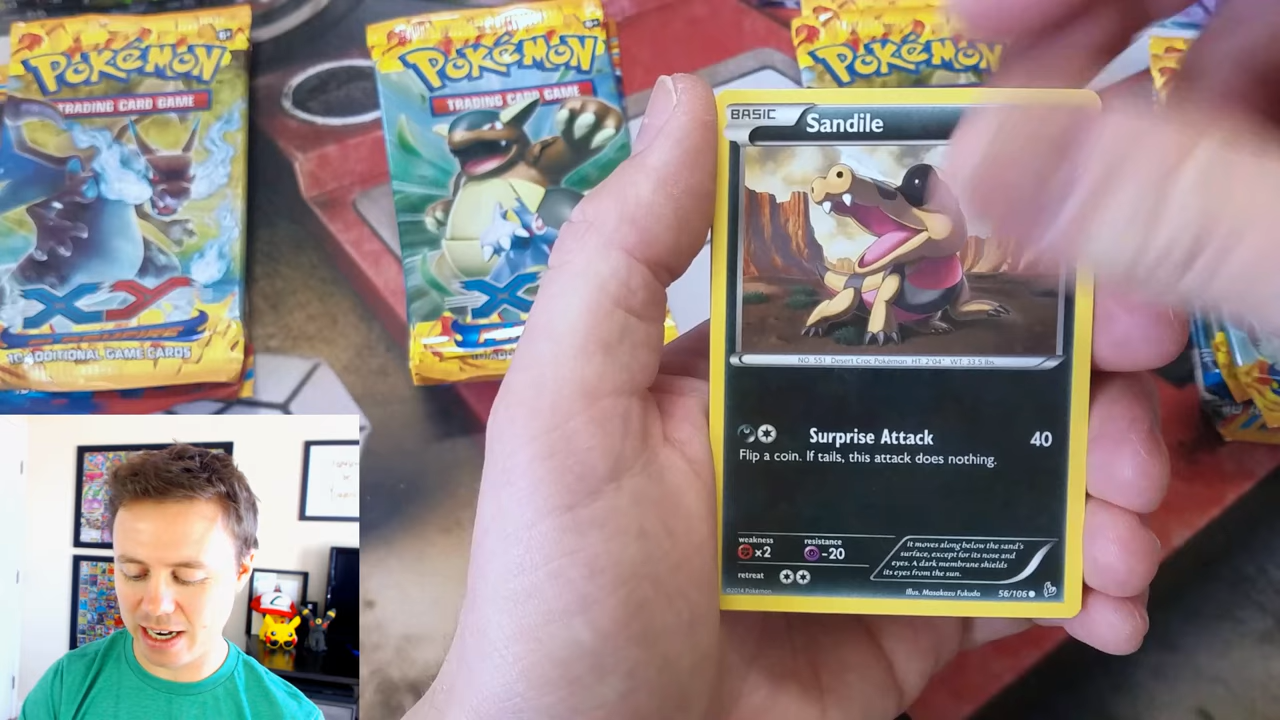 Pokémon
TRADING CARD GAME
XY
ADDITIONAL GAME CARDS
Pokémon
TRADING CARD GAME
X
Pokémon
BASIC
Sandile
NO. 551 Desert Croc Pokémon HT: 2'04" WT: 33.5 lbs.
Surprise Attack 40
Flip a coin. If tails, this attack does nothing.
weakness resistance
×2 -20
retreat
It moves along below the sand's
surface, except for its nose and
eyes. A dark membrane shields
its eyes from the sun.
©2014 Pokémon
Illus. Masakazu Fukuda
56/106